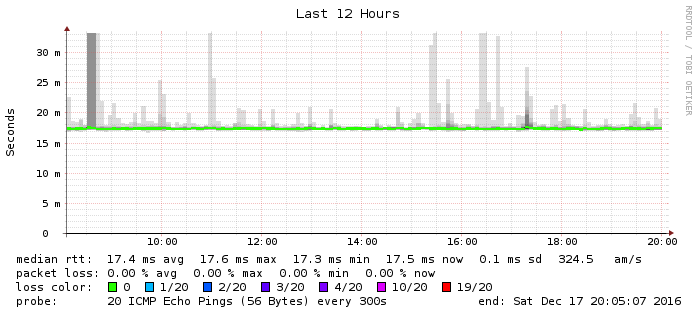 Last 12 Hours
RRDTOOL / TOBI OETIKER
Seconds
30 m
25 m
20 m
15 m
10 m
5 m
0
10:00 12:00 14:00 16:00 18:00 20:00
median rtt: 17.4 ms avg 17.6 ms max 17.3 ms min 17.5 ms now 0.1 ms sd 324.5 am/s
packet loss: 0.00 % avg 0.00 % max 0.00 % min 0.00 % now
loss color: 0 1/20 2/20 3/20 4/20 10/20 19/20
probe: 20 ICMP Echo Pings (56 Bytes) every 300s end: Sat Dec 17 20:05:07 2016